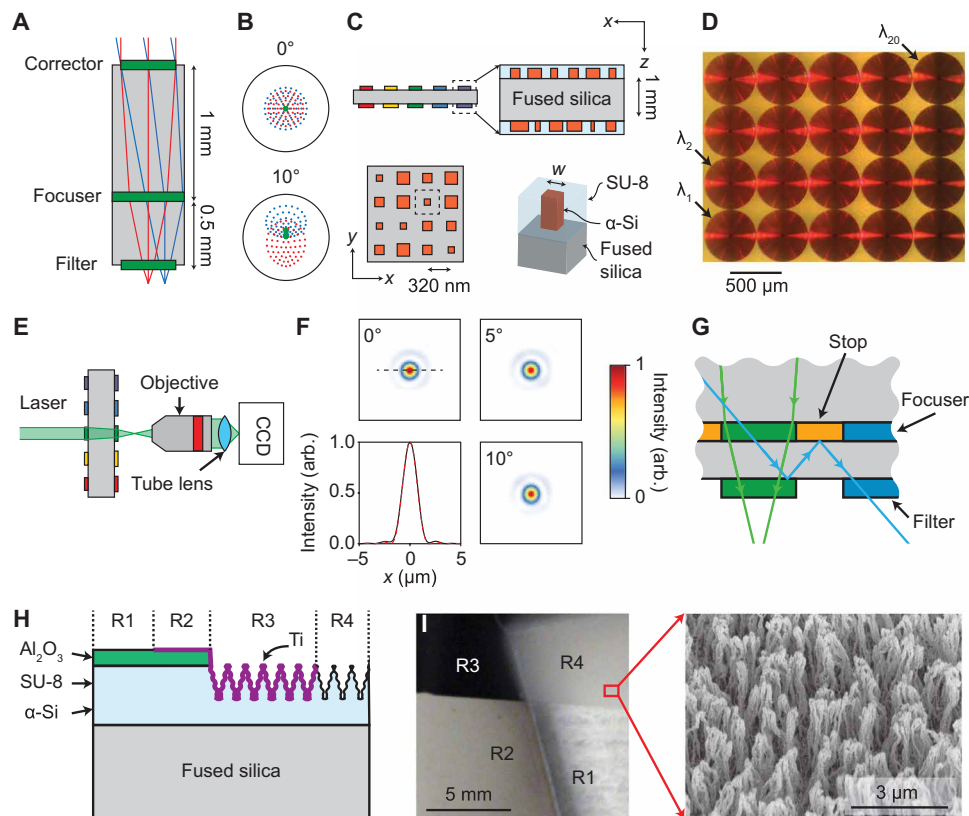 A
Corrector
Focuser
Filter
1 mm
0.5 mm
B
0°
10°
C
x
z
Fused silica
1 mm
y
x
320 nm
w
SU-8
α-Si
Fused
silica
D
λ20
λ2
λ1
500 µm
E
Laser
Objective
Tube lens
CCD
F
0°
5°
10°
1
0
Intensity (arb.)
Intensity (arb.)
1.0
0.5
0.0
−5
0
5
x (µm)
G
Stop
Focuser
Filter
H
R1
R2
R3
R4
Ti
Al2O3
SU-8
α-Si
Fused silica
I
R3
R4
R2
R1
5 mm
3 µm